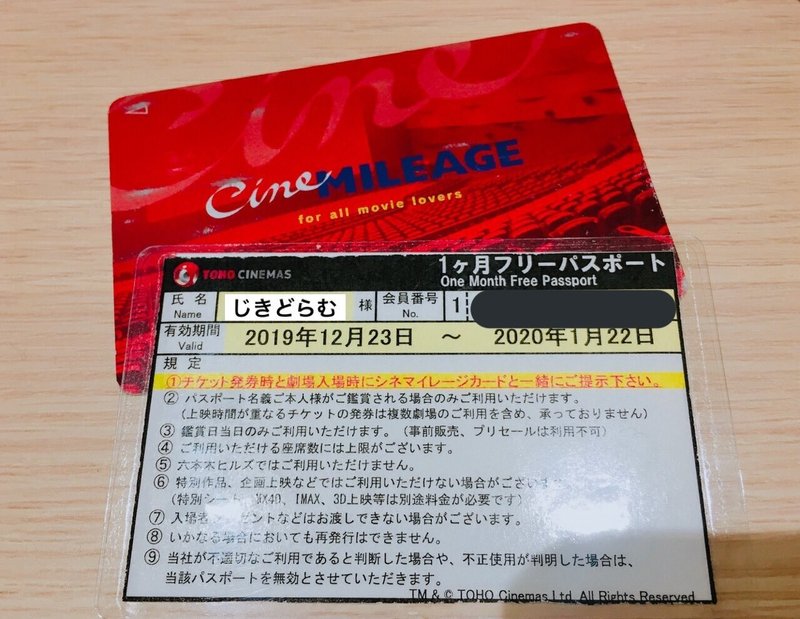 Cine
Cine MILEAGE
for all movie lovers
TOHO CINEMAS
1ヶ月フリーパスポート
One Month Free Passport
氏名 じきどらむ 様 会員番号 1
Name No.
有効期間 2019年12月23日 ～ 2020年1月22日
Valid
規定
①チケット発券時と劇場入場時にシネマイレージカードと一緒にご提示下さい。
② パスポート名義ご本人様がご鑑賞される場合のみご利用いただけます。
(上映時間が重なるチケットの発券は複数劇場のご利用を含め、承っておりません)
③ 鑑賞日当日のみご利用いただけます。(事前販売、プリセールは利用不可)
④ ご利用いただける座席数には上限がございます。
⑤ 六本木ヒルズではご利用いただけません。
⑥ 特別作品、企画上映などではご利用いただけない場合がございます。
(特別シート、MX4D、IMAX、3D上映等は別途料金が必要です)
⑦ 入場者プレゼントなどはお渡しできない場合がございます。
⑧ いかなる場合においても再発行はできません。
⑨ 当社が不適切なご利用であると判断した場合や、不正使用が判明した場合は、
当該パスポートを無効とさせていただきます。
TM & © TOHO Cinemas Ltd. All Rights Reserved